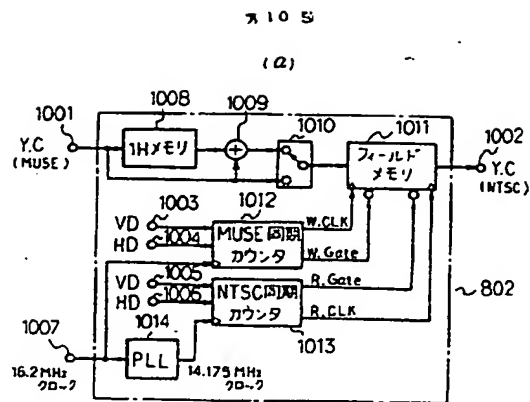 オ10図
(a)
1001
Y.C
(MUSE)
1008
1Hメモリ
1009
1010
1011
フィールド
メモリ
1002
Y.C
(NTSC)
1003
VD
HD
1004
1012
MUSE同期
カウンタ
W.CLK
W.Gate
VD
1005
HD
1006
NTSC同期
カウンタ
1013
R.Gate
R.CLK
802
1007
16.2MHz
クロック
1014
PLL
14.175MHz
クロック